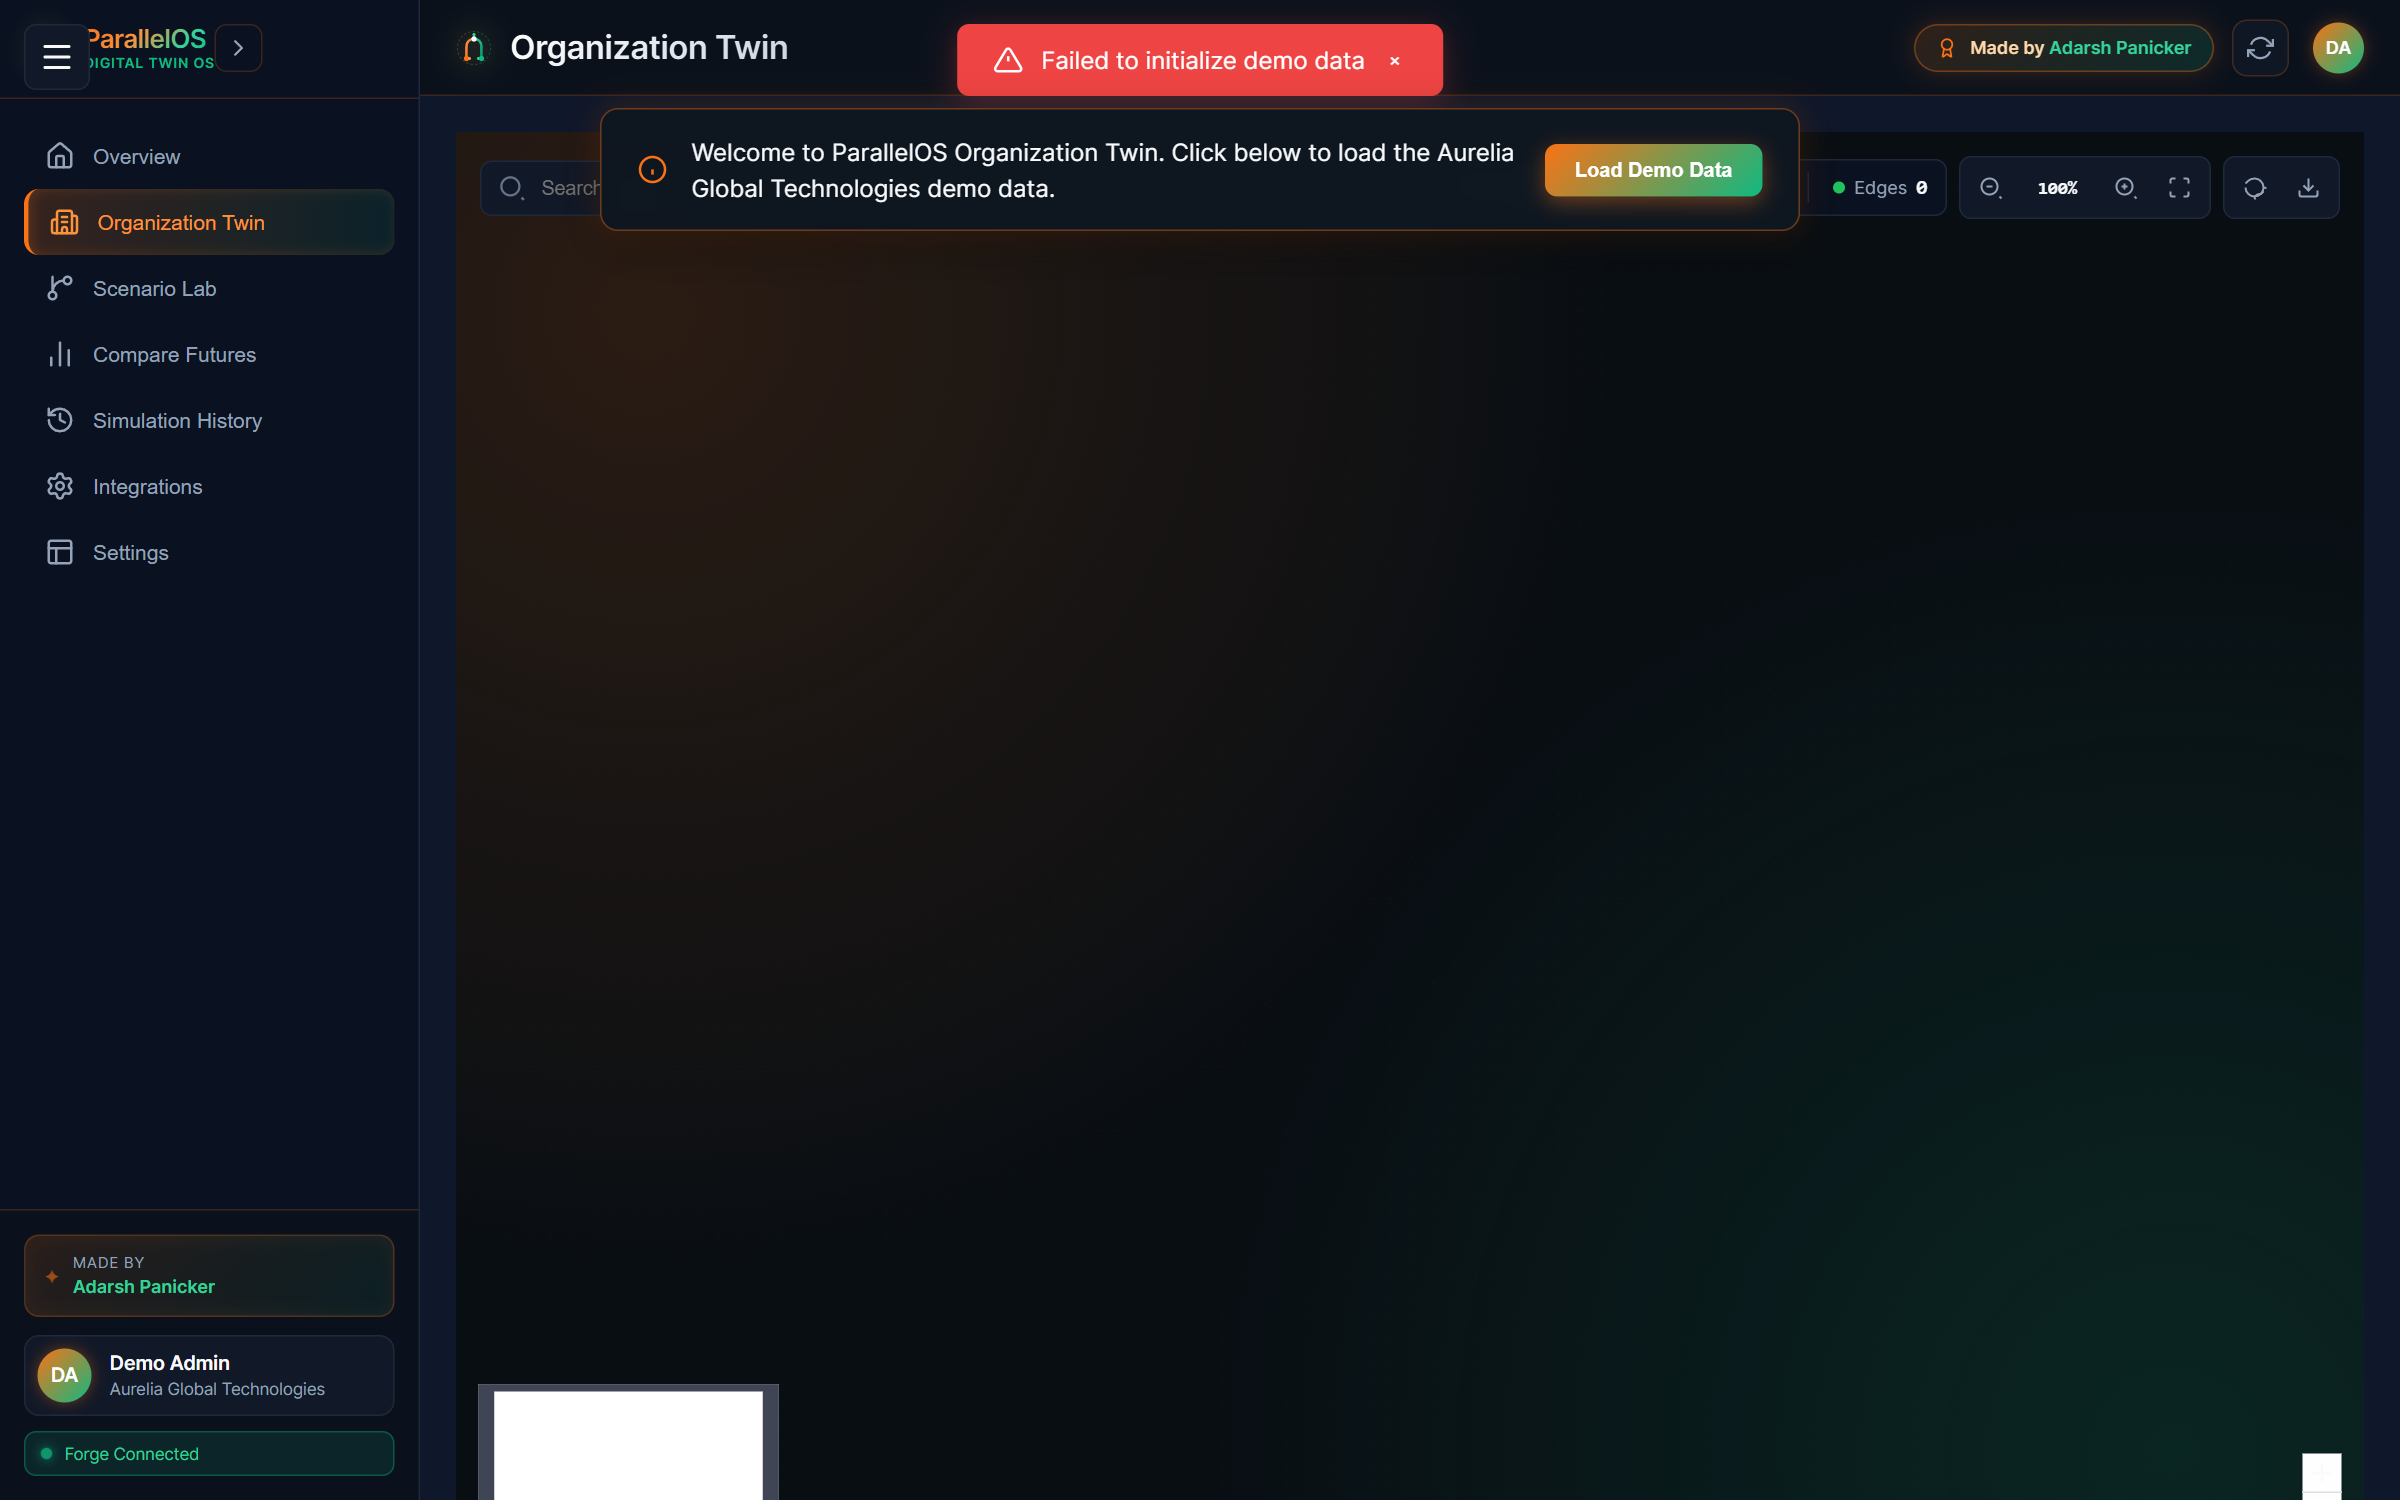 ParallelOS
DIGITAL TWIN OS
Overview
Organization Twin
Scenario Lab
Compare Futures
Simulation History
Integrations
Settings
MADE BY
Adarsh Panicker
DA
Demo Admin
Aurelia Global Technologies
Forge Connected
Organization Twin
Failed to initialize demo data ×
Made by Adarsh Panicker
DA
Welcome to ParallelOS Organization Twin. Click below to load the Aurelia
Global Technologies demo data.
Load Demo Data
Search
Edges 0
100%